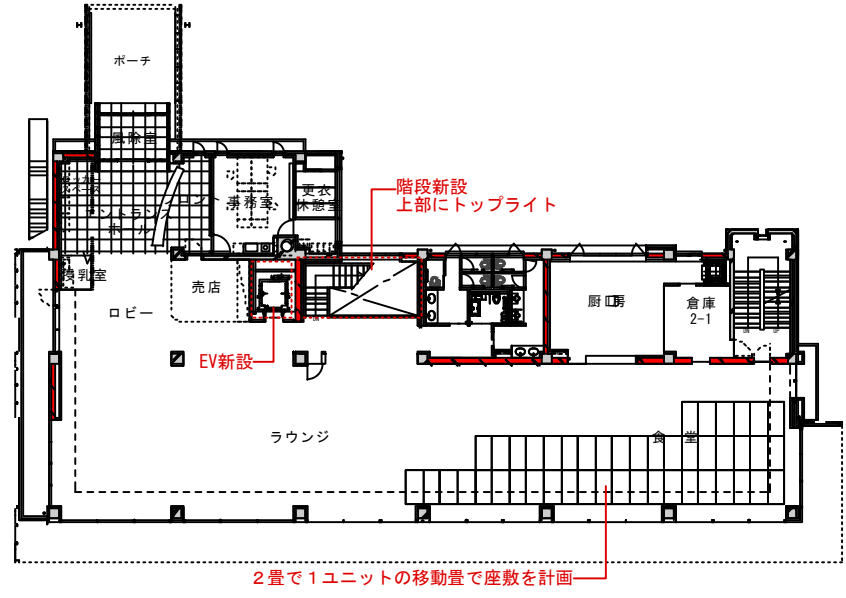 ポーチ
風除室
事務室
更衣
休憩室
エントランス
ホール
授乳室
売店
ロビー
階段新設
上部にトップライト
厨房
倉庫
2-1
EV新設
ラウンジ
食堂
２畳で１ユニットの移動畳で座敷を計画